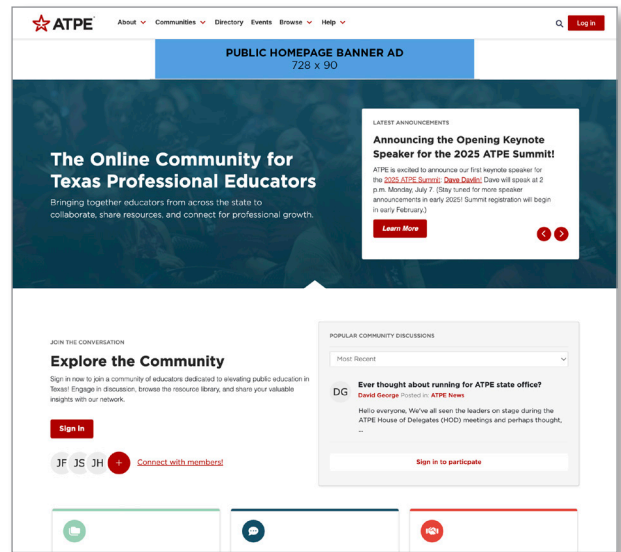 ATPE
About Communities Directory Events Browse Help Log in
PUBLIC HOMEPAGE BANNER AD
728 x 90
The Online Community for
Texas Professional Educators
Bringing together educators from across the state to
collaborate, share resources, and connect for professional growth.
LATEST ANNOUNCEMENTS
Announcing the Opening Keynote
Speaker for the 2025 ATPE Summit!
ATPE is excited to announce our first keynote speaker for
the 2025 ATPE Summit: Dave Davlin! Dave will speak at 2
p.m. Monday, July 7. (Stay tuned for more speaker
announcements in early 2025! Summit registration will begin
in early February.)
Learn More
JOIN THE CONVERSATION
Explore the Community
Sign in now to join a community of educators dedicated to elevating public education in
Texas! Engage in discussion, browse the resource library, and share your valuable
insights with our network.
Sign In
JF JS JH + Connect with members!
POPULAR COMMUNITY DISCUSSIONS
Most Recent
DG
Ever thought about running for ATPE state office?
David George Posted in: ATPE News
Hello everyone, We've all seen the leaders on stage during the
ATPE House of Delegates (HOD) meetings and perhaps thought,
...
Sign in to particpate